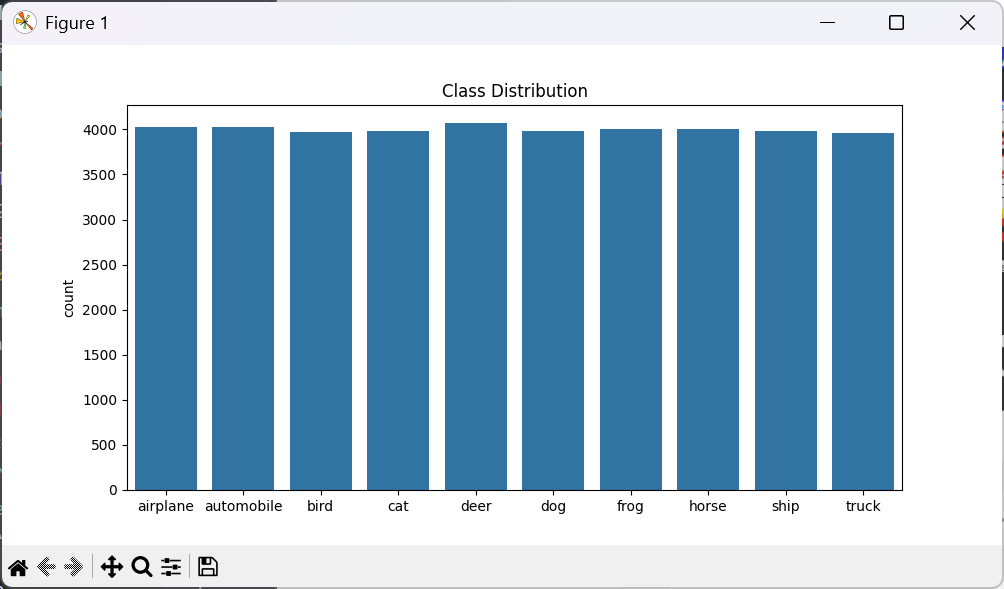 Figure 1
Class Distribution
4000
3500
3000
2500
2000
1500
1000
500
0
count
airplane automobile bird cat deer dog frog horse ship truck